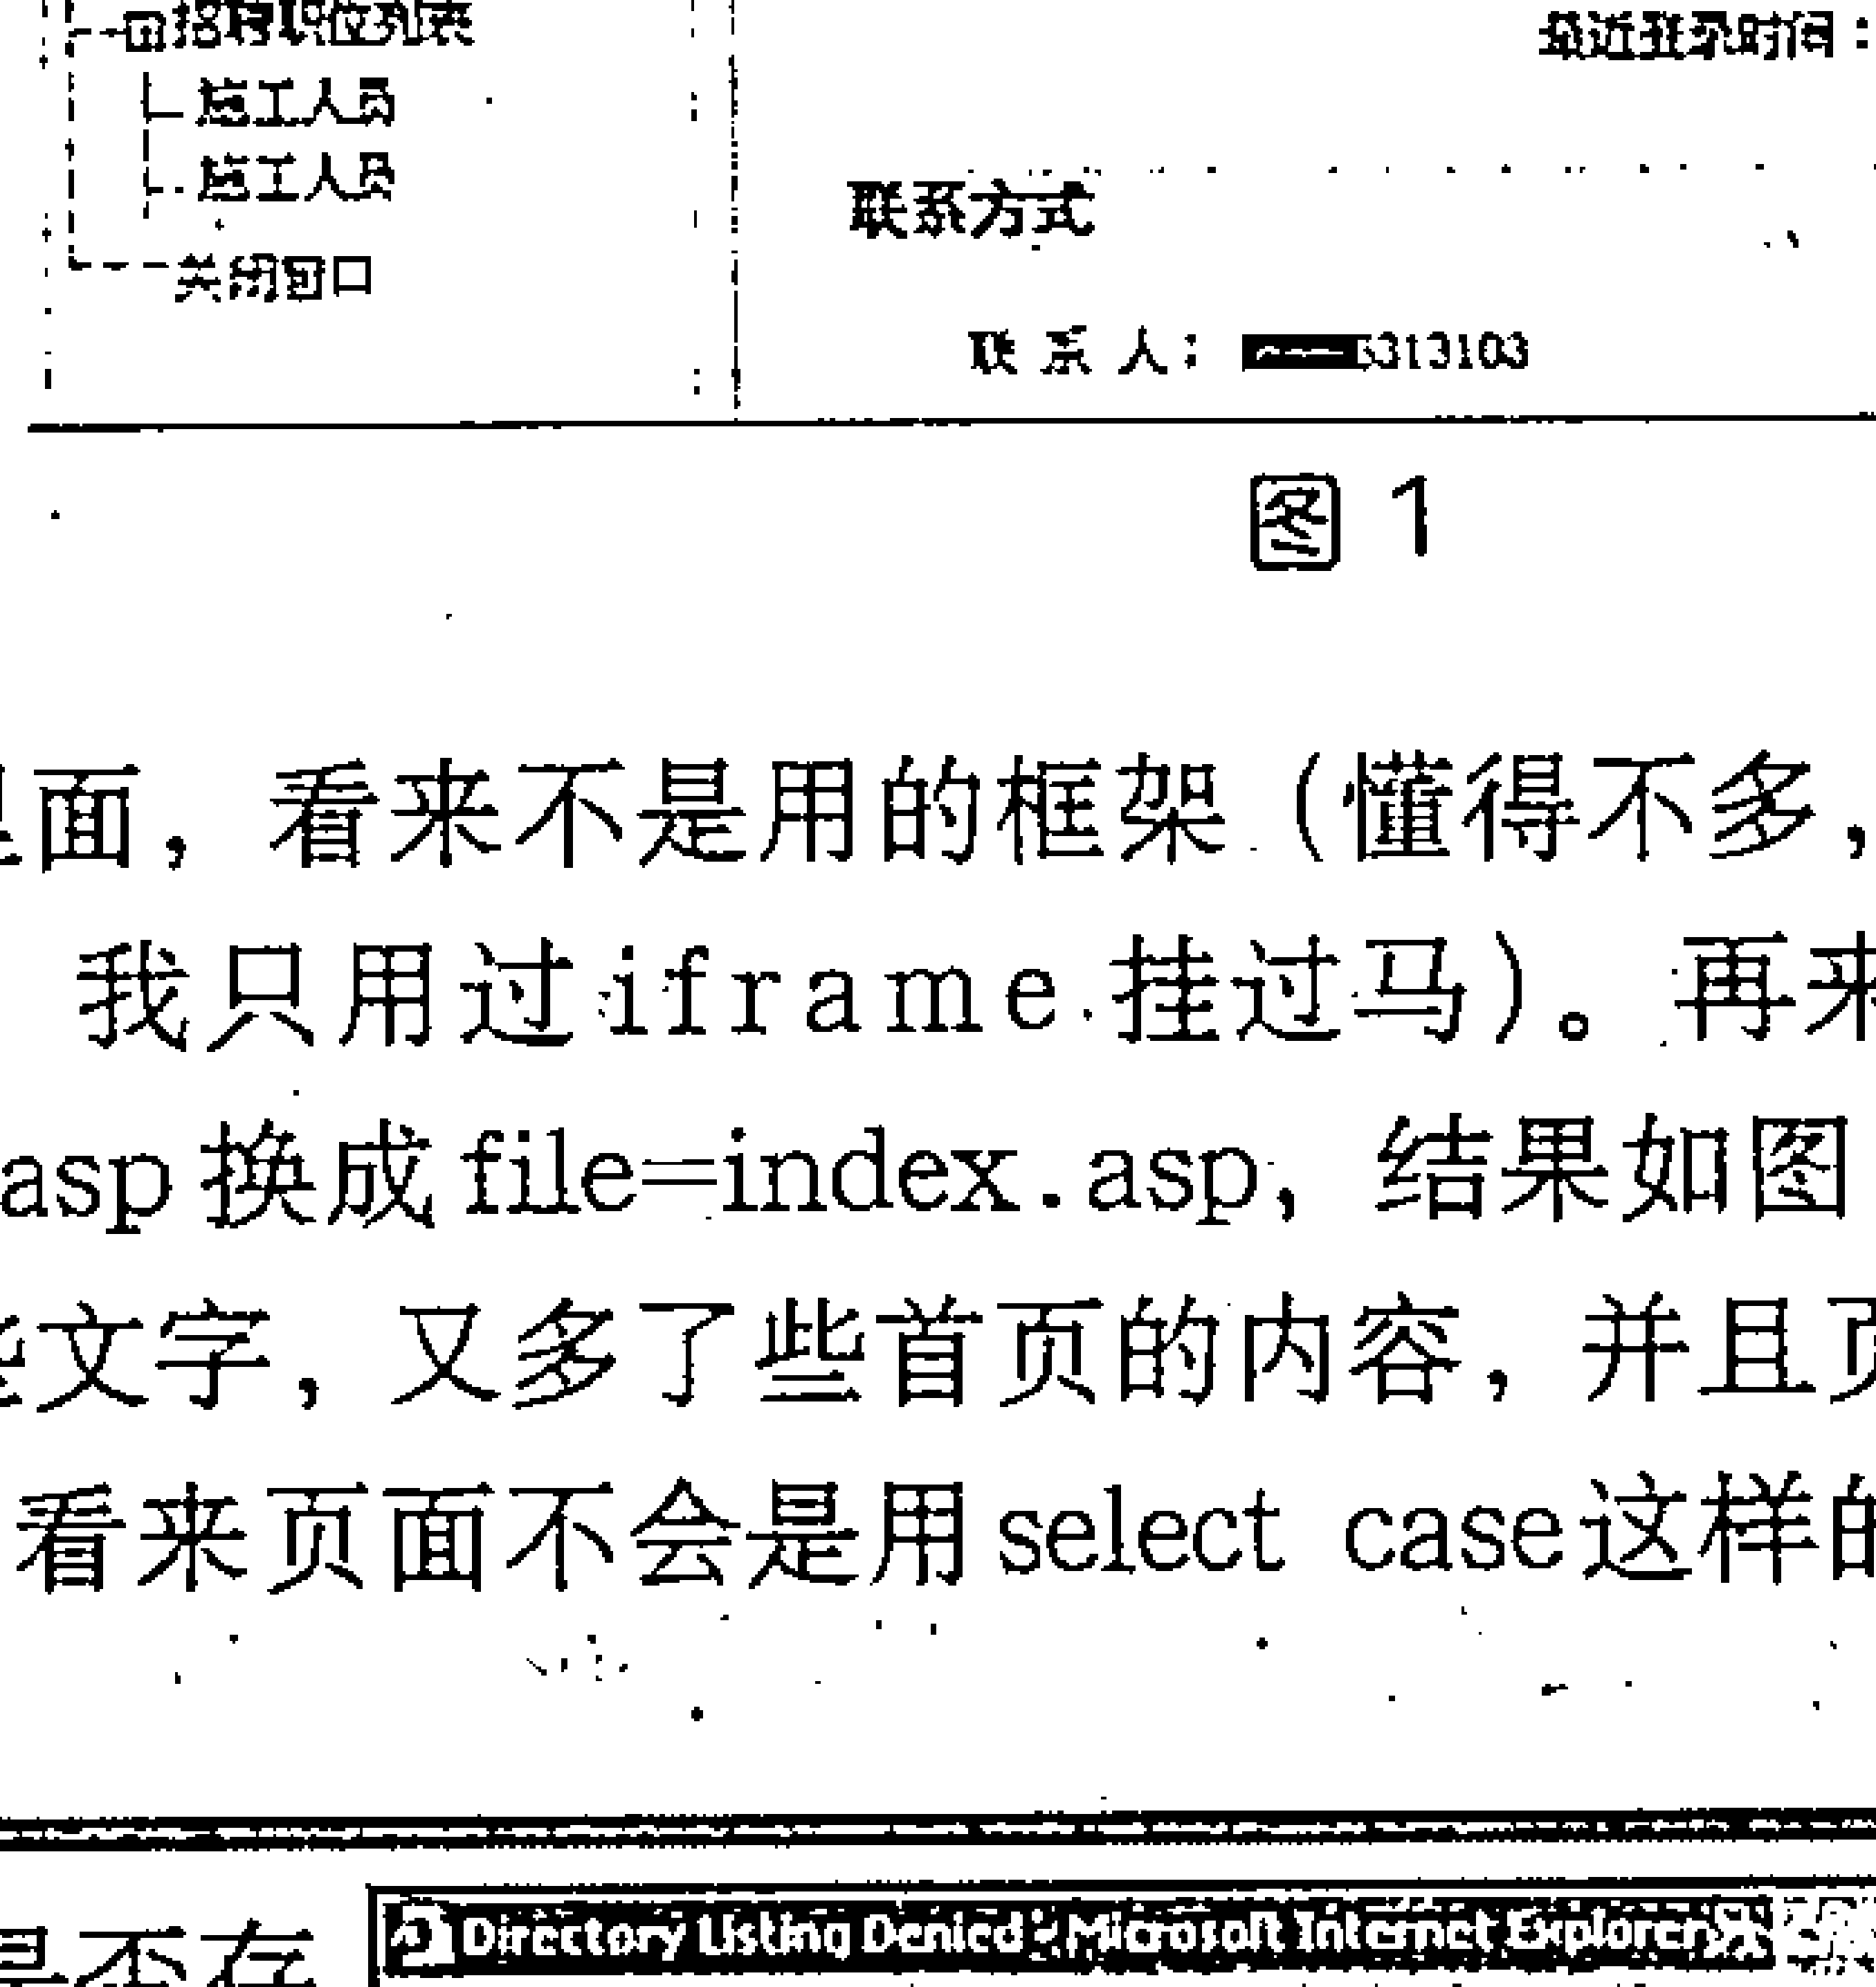 招聘职位列表
最近登录时间：
施工人员
施工人员
联系方式
关闭窗口
联 系 人： 313103
图 1
面，看来不是用的框架（懂得不多，
我只用过iframe挂过马）。再来
asp换成file=index.asp，结果如图
些文字，又多了些首页的内容，并且页
看来页面不会是用select case这样的
是否存
Directory Listing Denied - Microsoft Internet Explorer